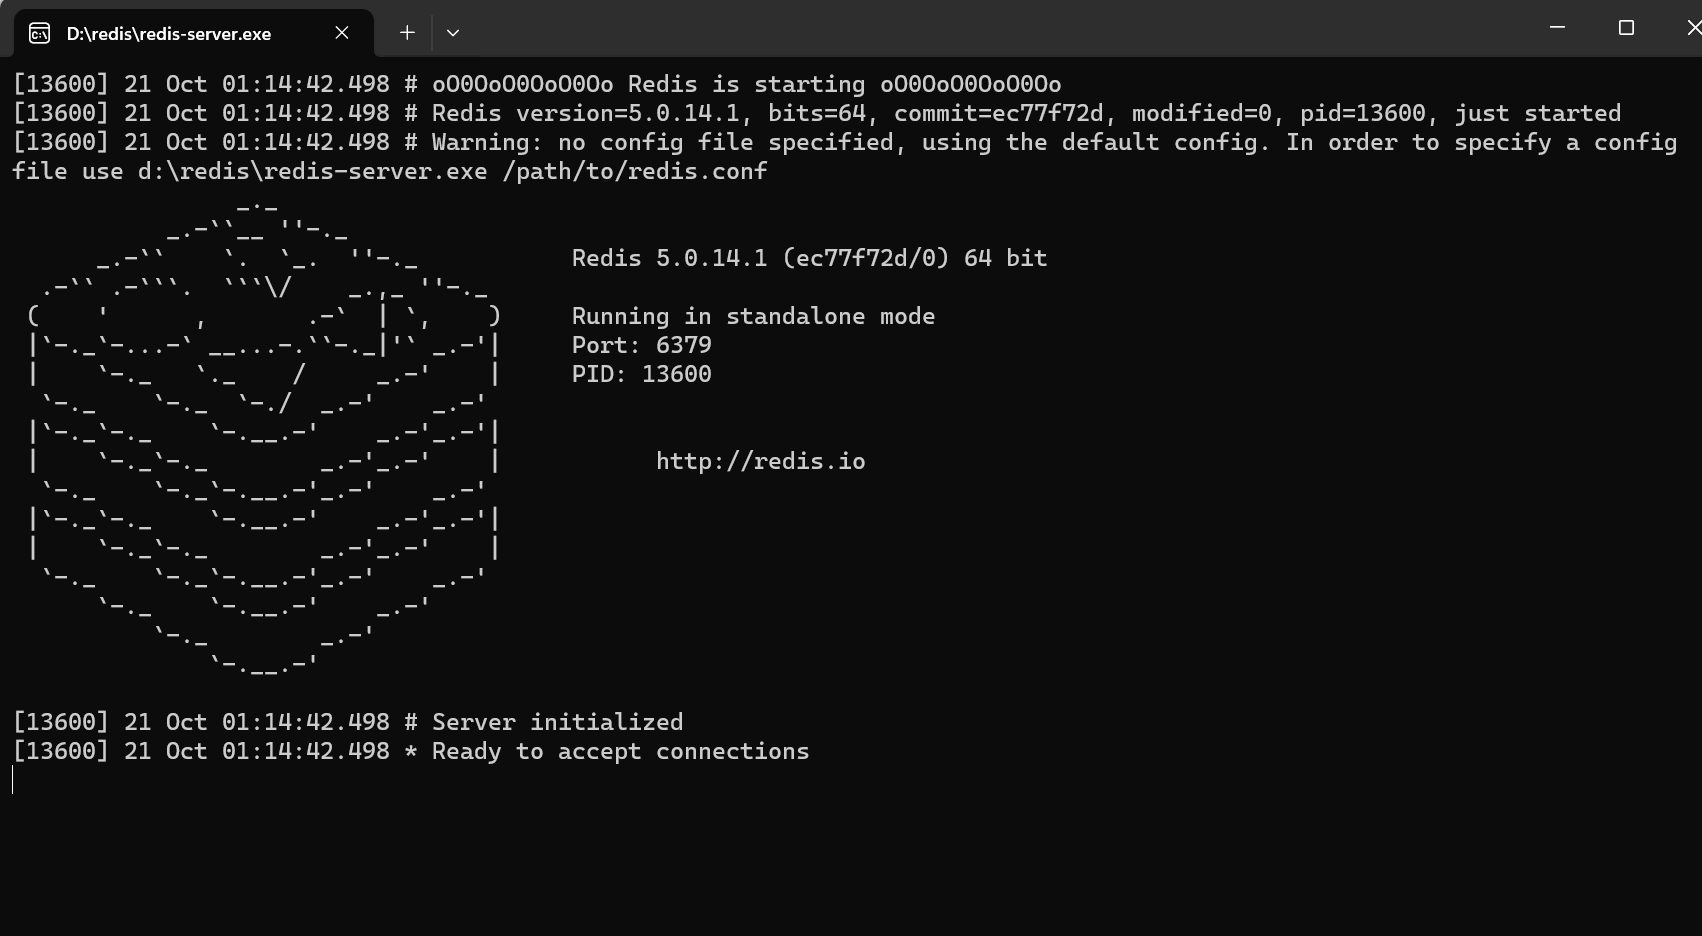 D:\redis\redis-server.exe
[13600] 21 Oct 01:14:42.498 # oO0OoO0OoO0Oo Redis is starting oO0OoO0OoO0Oo
[13600] 21 Oct 01:14:42.498 # Redis version=5.0.14.1, bits=64, commit=ec77f72d, modified=0, pid=13600, just started
[13600] 21 Oct 01:14:42.498 # Warning: no config file specified, using the default config. In order to specify a config
file use d:\redis\redis-server.exe /path/to/redis.conf
Redis 5.0.14.1 (ec77f72d/0) 64 bit
Running in standalone mode
Port: 6379
PID: 13600
http://redis.io
[13600] 21 Oct 01:14:42.498 # Server initialized
[13600] 21 Oct 01:14:42.498 * Ready to accept connections